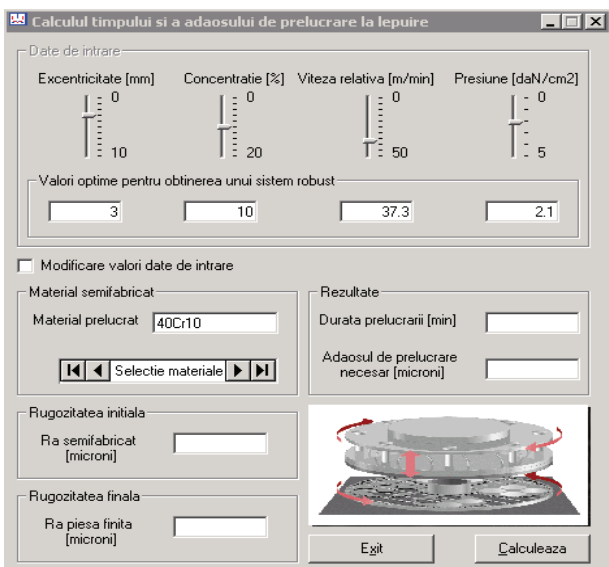 Calculul timpului si a adaosului de prelucrare la lepuire
Date de intrare
Excentricitate [mm] Concentratie [%] Viteza relativa [m/min] Presiune [daN/cm2]
0 0 0 0
10 20 50 5
Valori optime pentru obtinerea unui sistem robust
3 10 37.3 2.1
Modificare valori date de intrare
Material semifabricat
Material prelucrat 40Cr10
Selectie materiale
Rezultate
Durata prelucrarii [min]
Adaosul de prelucrare
necesar [microni]
Rugozitatea initiala
Ra semifabricat
[microni]
Rugozitatea finala
Ra piesa finita
[microni]
Exit Calculeaza